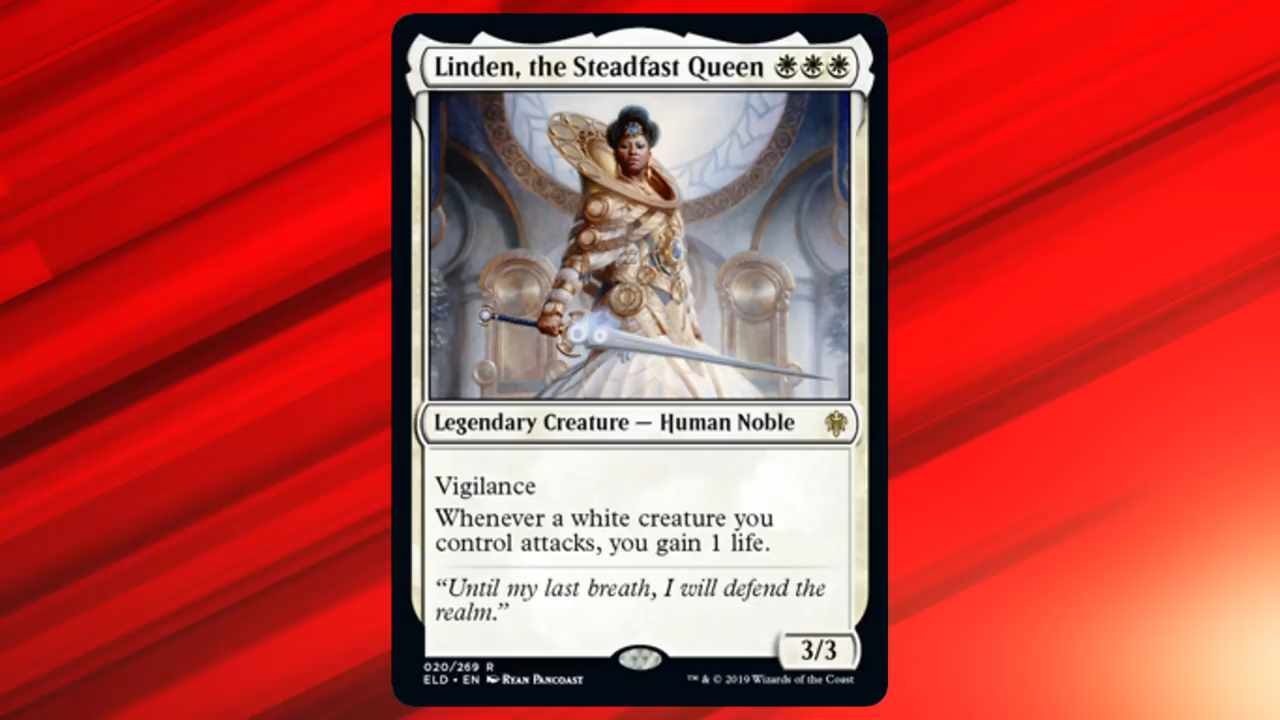 Linden, the Steadfast Queen
Legendary Creature — Human Noble
Vigilance
Whenever a white creature you
control attacks, you gain 1 life.
“Until my last breath, I will defend the
realm.”
3/3
020/269 R
ELD • EN Ryan Pancoast
™ & © 2019 Wizards of the Coast